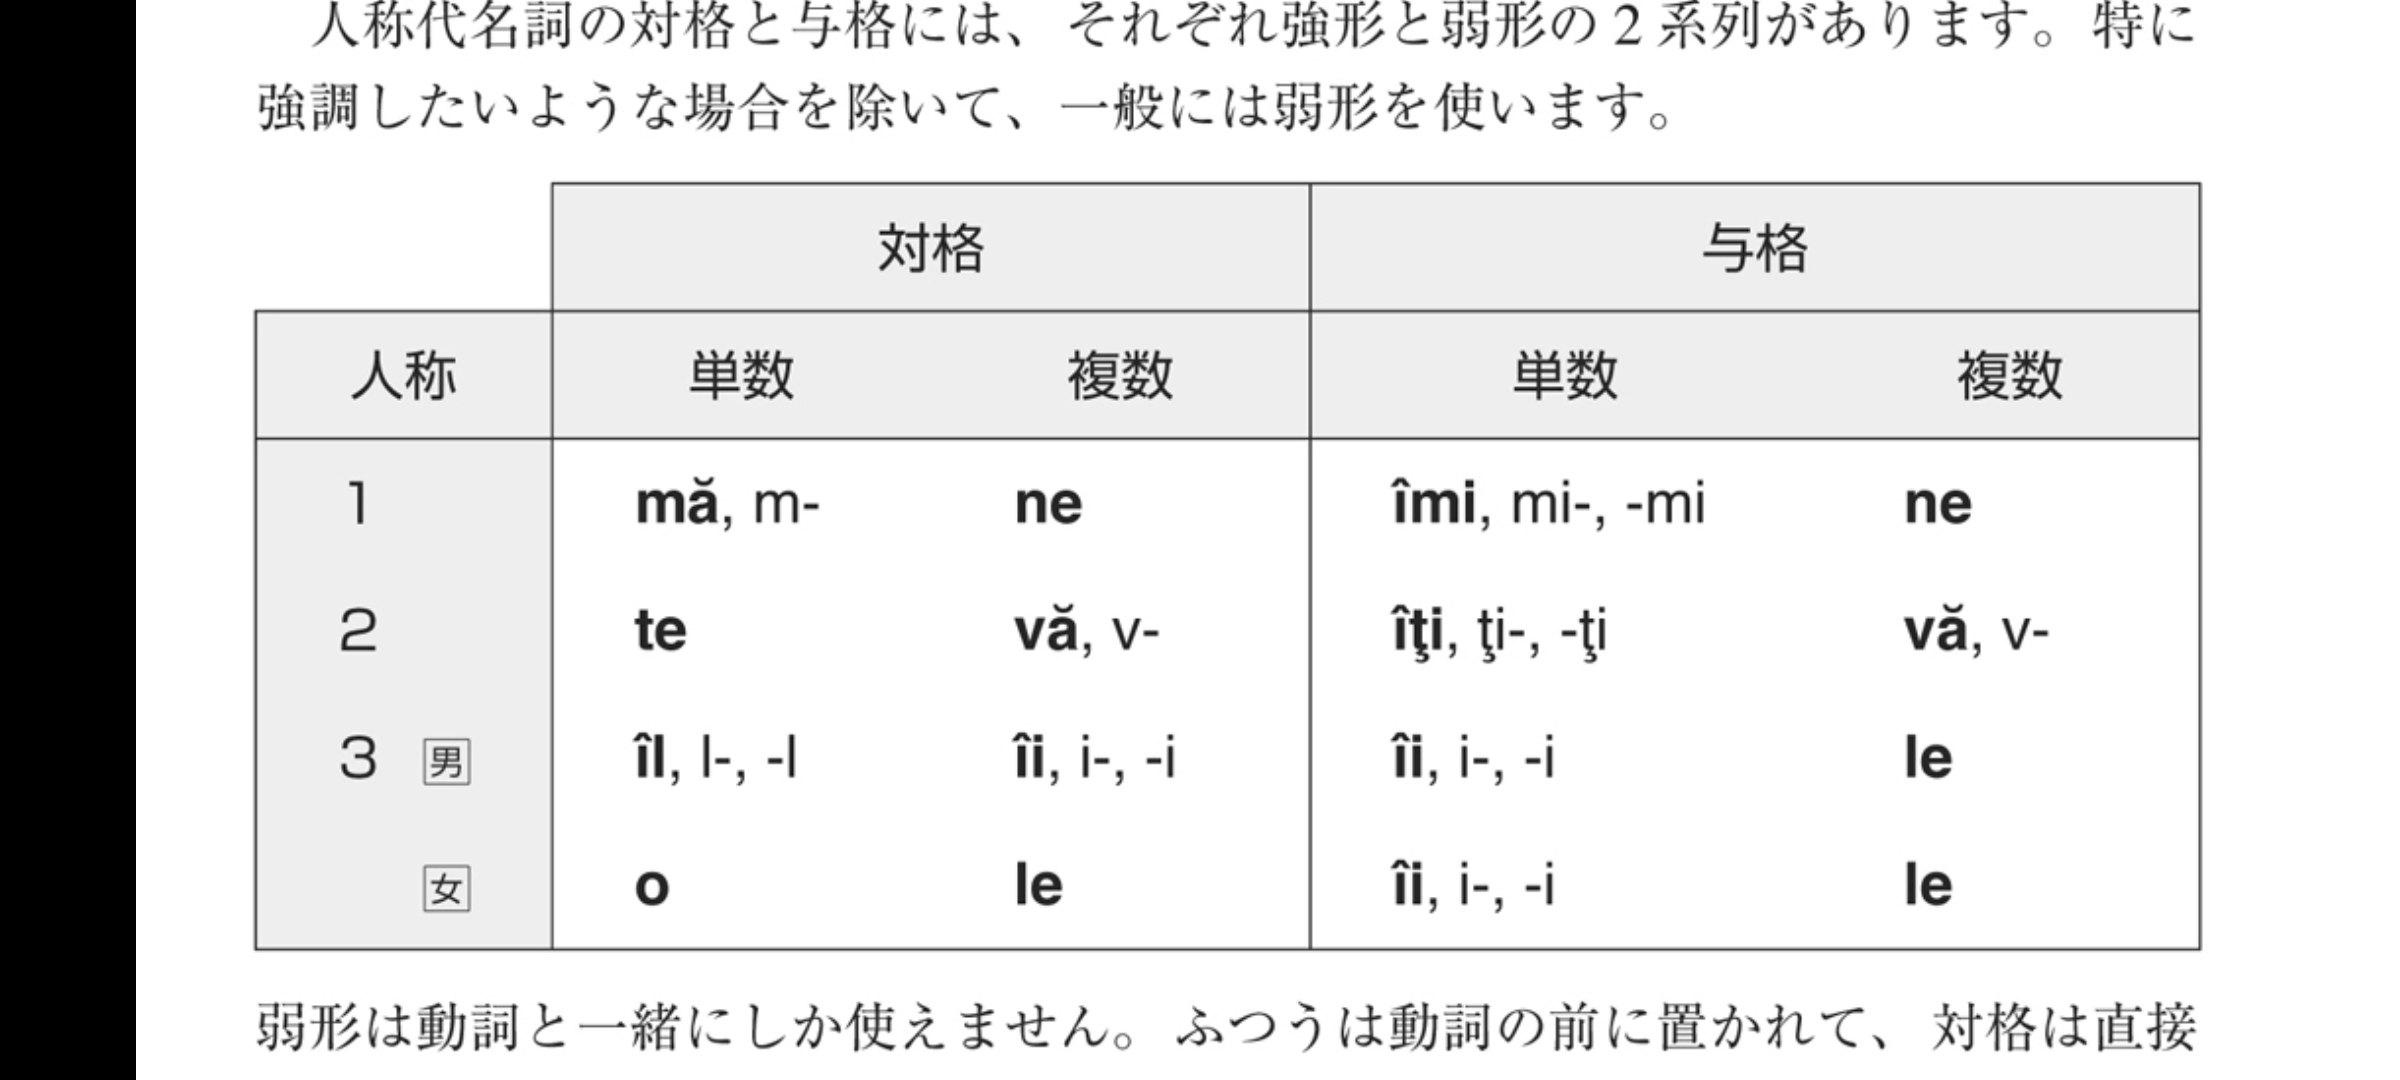 人称代名詞の対格と与格には、それぞれ強形と弱形の2系列があります。特に
強調したいような場合を除いて、一般には弱形を使います。
対格 与格
人称 単数 複数 単数 複数
1 mă, m- ne îmi, mi-, -mi ne
2 te vă, v- îţi, ţi-, -ţi vă, v-
3 男 îl, l-, -l îi, i-, -i îi, i-, -i le
女 o le îi, i-, -i le
弱形は動詞と一緒にしか使えません。ふつうは動詞の前に置かれて、対格は直接